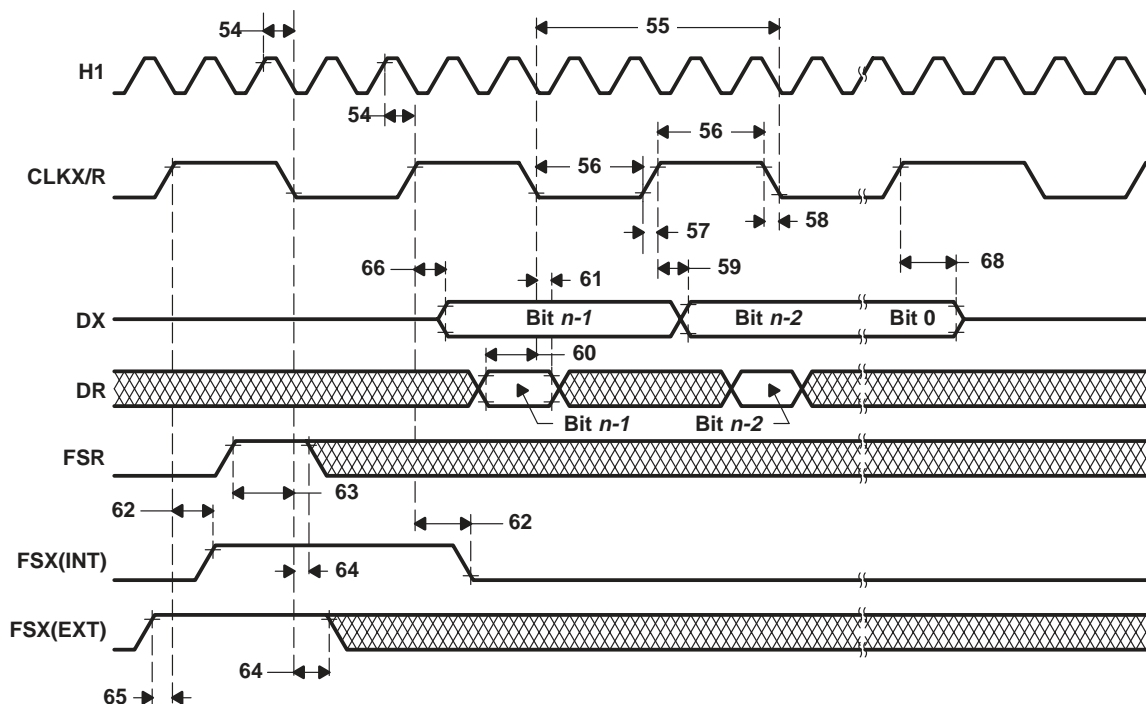 54
55
H1
54
56
CLKX/R
56
57
58
66
61
59
68
DX
Bit n-1
Bit n-2
Bit 0
60
DR
Bit n-1
Bit n-2
FSR
63
62
62
FSX(INT)
64
FSX(EXT)
64
65